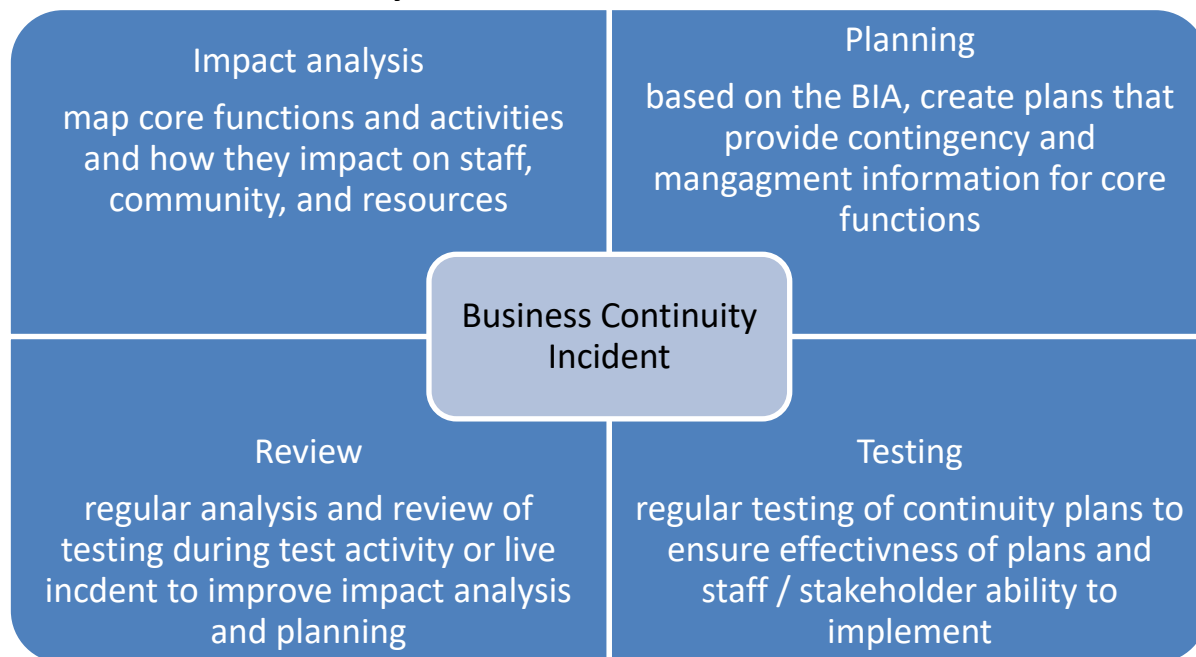 Impact analysis
map core functions and activities
and how they impact on staff,
community, and resources
Planning
based on the BIA, create plans that
provide contingency and
mangagment information for core
functions
Business Continuity
Incident
Review
regular analysis and review of
testing during test activity or live
incdent to improve impact analysis
and planning
Testing
regular testing of continuity plans to
ensure effectivness of plans and
staff / stakeholder ability to
implement